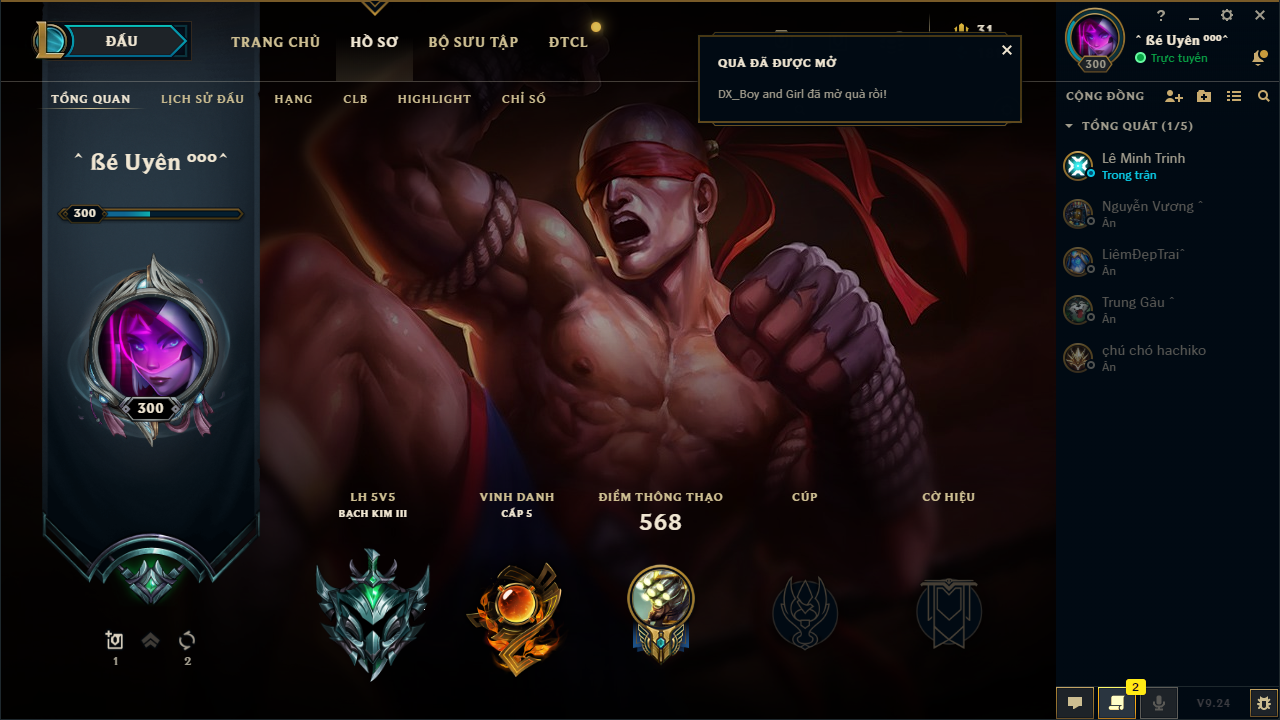 ĐẤU
TRANG CHỦ
HỒ SƠ
BỘ SƯU TẬP
ĐTCL
31
QUÀ ĐÃ ĐƯỢC MỞ
DX_Boy and Girl đã mở quà rồi!
?
ˆ ßé Uyên ºººˆ
Trực tuyến
300
TỔNG QUAN
LỊCH SỬ ĐẤU
HẠNG
CLB
HIGHLIGHT
CHỈ SỐ
ˆ ßé Uyên ºººˆ
300
300
CỘNG ĐỒNG
TỔNG QUÁT (1/5)
Lê Minh Trinh
Trong trận
Nguyễn Vương ˆ
Ẩn
LiêmĐẹpTraiˆ
Ẩn
Trung Gấu ˆ
Ẩn
çhú chó hachiko
Ẩn
LH 5V5
BẠCH KIM III
VINH DANH
CẤP 5
ĐIỂM THÔNG THẠO
568
CÚP
CỜ HIỆU
1
2
2
V9.24